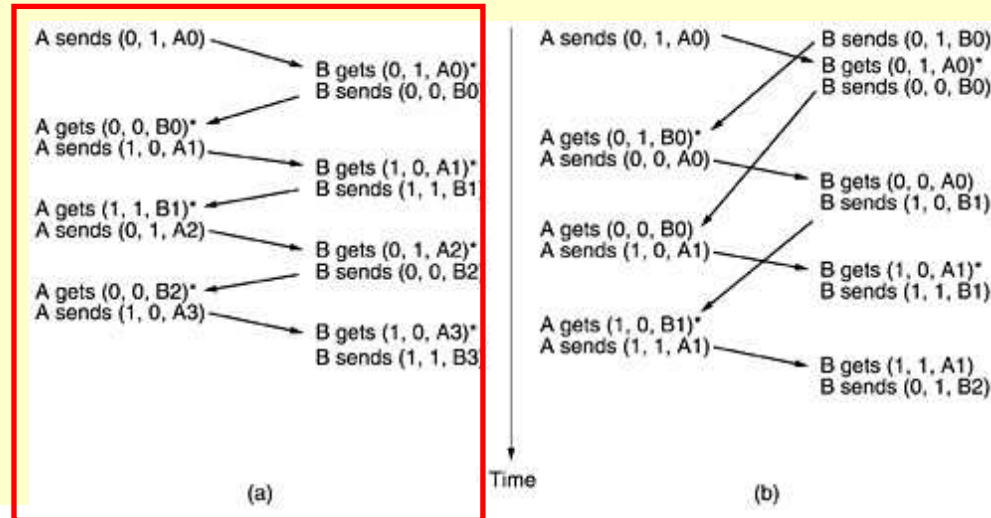 A sends (0, 1, A0)
B gets (0, 1, A0)*
B sends (0, 0, B0)
A gets (0, 0, B0)*
A sends (1, 0, A1)
B gets (1, 0, A1)*
B sends (1, 1, B1)
A gets (1, 1, B1)*
A sends (0, 1, A2)
B gets (0, 1, A2)*
B sends (0, 0, B2)
A gets (0, 0, B2)*
A sends (1, 0, A3)
B gets (1, 0, A3)*
B sends (1, 1, B3)
(a)
Time
A sends (0, 1, A0)
B sends (0, 1, B0)
B gets (0, 1, A0)*
B sends (0, 0, B0)
A gets (0, 1, B0)*
A sends (0, 0, A0)
B gets (0, 0, A0)
B sends (1, 0, B1)
A gets (0, 0, B0)
A sends (1, 0, A1)
B gets (1, 0, A1)*
B sends (1, 1, B1)
A gets (1, 0, B1)*
A sends (1, 1, A1)
B gets (1, 1, A1)
B sends (0, 1, B2)
(b)